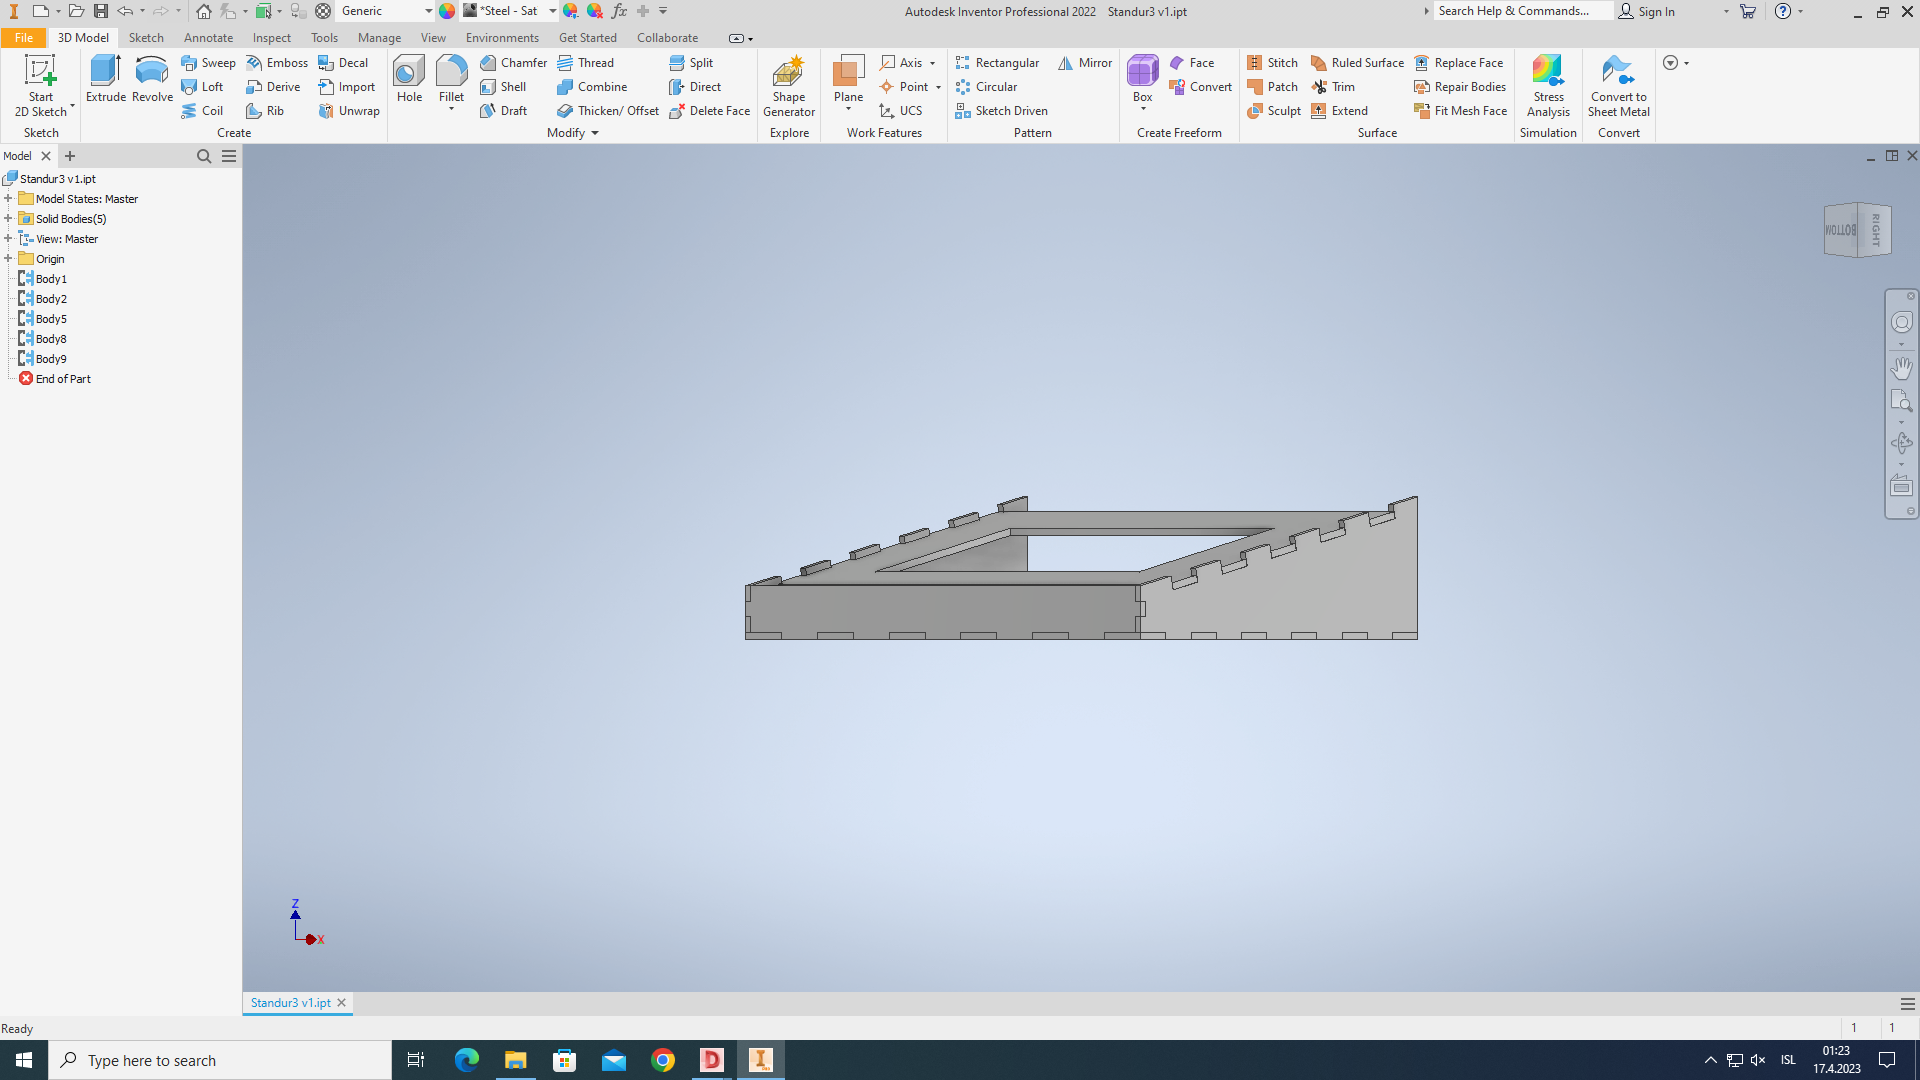 Generic
*Steel - Sat
fx
Autodesk Inventor Professional 2022 Standur3 v1.ipt
Search Help & Commands...
Sign In
File 3D Model Sketch Annotate Inspect Tools Manage View Environments Get Started Collaborate
Start
2D Sketch
Sketch
Extrude
Revolve
Sweep
Loft
Coil
Emboss
Derive
Rib
Decal
Import
Unwrap
Create
Hole
Fillet
Chamfer
Shell
Draft
Thread
Combine
Thicken/ Offset
Split
Direct
Delete Face
Modify
Shape
Generator
Explore
Plane
Axis
Point
UCS
Work Features
Rectangular
Circular
Sketch Driven
Mirror
Pattern
Box
Face
Convert
Create Freeform
Stitch
Patch
Sculpt
Ruled Surface
Trim
Extend
Replace Face
Repair Bodies
Fit Mesh Face
Surface
Stress
Analysis
Simulation
Convert to
Sheet Metal
Convert
Model
Standur3 v1.ipt
Model States: Master
Solid Bodies(5)
View: Master
Origin
Body1
Body2
Body5
Body8
Body9
End of Part
BOTTOM
RIGHT
Z
X
Standur3 v1.ipt
Ready
1 1
Type here to search
ISL
01:23
17.4.2023